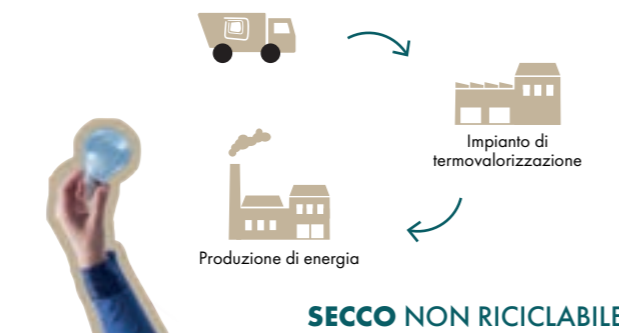 Impianto di
termovalorizzazione
Produzione di energia
SECCO NON RICICLABILE